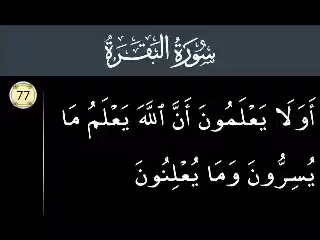 سُورَةُ البَقَرَةِ
77
أَوَلَا يَعْلَمُونَ أَنَّ ٱللَّهَ يَعْلَمُ مَا
يُسِرُّونَ وَمَا يُعْلِنُونَ